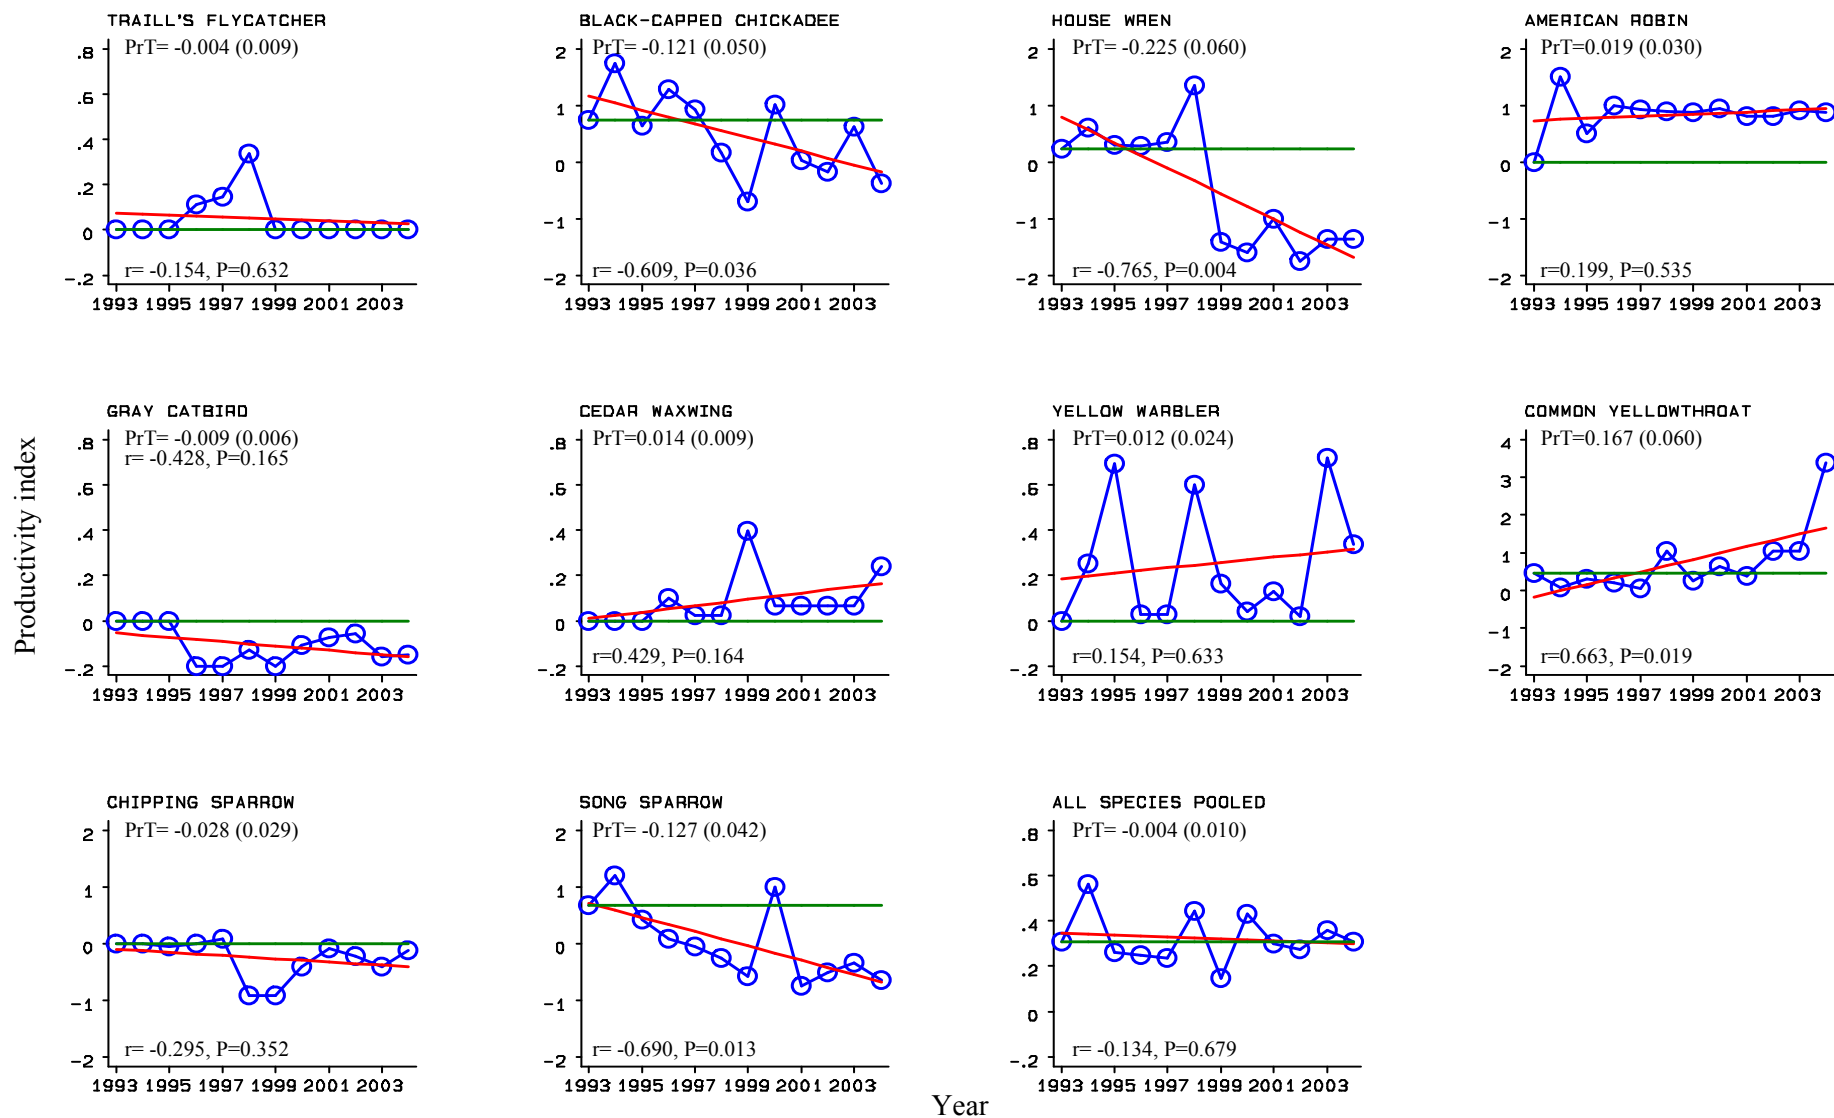 TRAILL'S FLYCATCHER
PrT= -0.004 (0.009)
.8
.6
.4
.2
0
-.2
r= -0.154, P=0.632
1993 1995 1997 1999 2001 2003
BLACK-CAPPED CHICKADEE
PrT= -0.121 (0.050)
2
1
0
-1
-2
r= -0.609, P=0.036
1993 1995 1997 1999 2001 2003
HOUSE WREN
PrT= -0.225 (0.060)
2
1
0
-1
-2
r= -0.765, P=0.004
1993 1995 1997 1999 2001 2003
AMERICAN ROBIN
PrT=0.019 (0.030)
2
1
0
-1
-2
r=0.199, P=0.535
1993 1995 1997 1999 2001 2003
Productivity index
GRAY CATBIRD
PrT= -0.009 (0.006)
r= -0.428, P=0.165
.8
.6
.4
.2
0
-.2
1993 1995 1997 1999 2001 2003
CEDAR WAXWING
PrT=0.014 (0.009)
.8
.6
.4
.2
0
-.2
r=0.429, P=0.164
1993 1995 1997 1999 2001 2003
YELLOW WARBLER
PrT=0.012 (0.024)
.8
.6
.4
.2
0
-.2
r=0.154, P=0.633
1993 1995 1997 1999 2001 2003
COMMON YELLOWTHROAT
PrT=0.167 (0.060)
4
3
2
1
0
-1
-2
r=0.663, P=0.019
1993 1995 1997 1999 2001 2003
CHIPPING SPARROW
PrT= -0.028 (0.029)
2
1
0
-1
-2
r= -0.295, P=0.352
1993 1995 1997 1999 2001 2003
SONG SPARROW
PrT= -0.127 (0.042)
2
1
0
-1
-2
r= -0.690, P=0.013
1993 1995 1997 1999 2001 2003
ALL SPECIES POOLED
PrT= -0.004 (0.010)
.8
.6
.4
.2
0
-.2
r= -0.134, P=0.679
1993 1995 1997 1999 2001 2003
Year